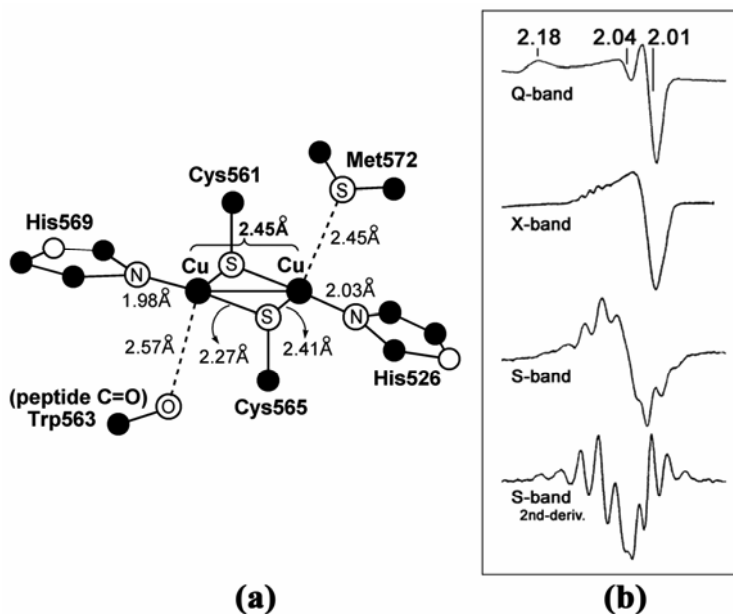 Cys561
Met572
S
His569
2.45Å
Cu
S
Cu
2.45Å
N
1.98Å
2.03Å
N
S
2.57Å
2.27Å
2.41Å
His526
(peptide C=O)
O
Trp563
Cys565
(a)
2.18 2.04 2.01
Q-band
X-band
S-band
S-band
2nd-deriv.
(b)